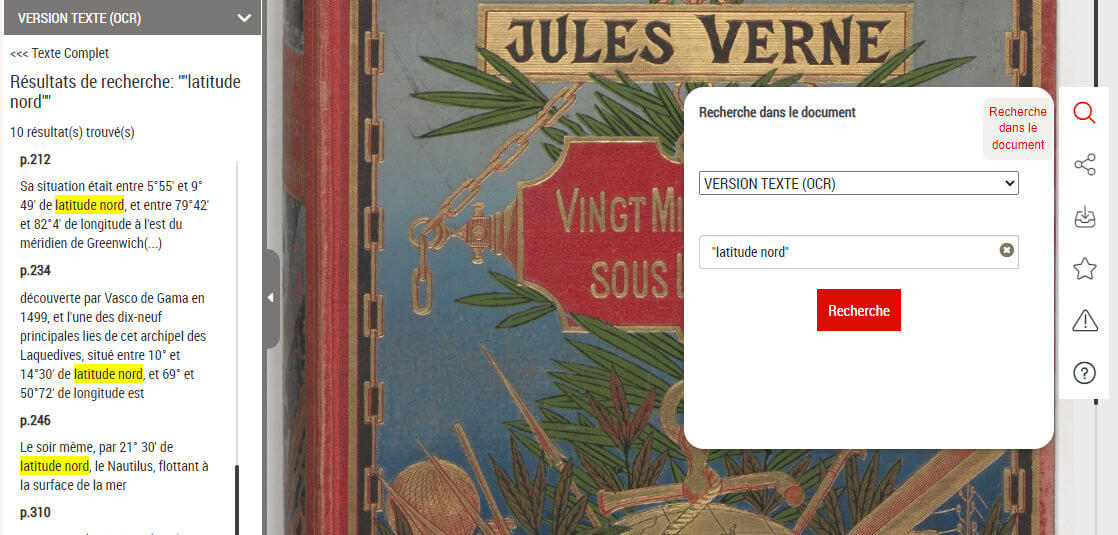 VERSION TEXTE (OCR)
<<< Texte Complet
Résultats de recherche: ""latitude
nord""
10 résultat(s) trouvé(s)
p.212
Sa situation était entre 5°55' et 9°
49' de latitude nord, et entre 79°42'
et 82°4' de longitude à l'est du
méridien de Greenwich(...)
p.234
découverte par Vasco de Gama en
1499, et l'une des dix-neuf
principales lies de cet archipel des
Laquedives, situé entre 10° et
14°30' de latitude nord, et 69° et
50°72' de longitude est
p.246
Le soir même, par 21° 30' de
latitude nord, le Nautilus, flottant à
la surface de la mer
p.310
JULES VERNE
VINGT MI
SOUS L
Recherche dans le document
Recherche
dans le
document
VERSION TEXTE (OCR)
"latitude nord"
Recherche